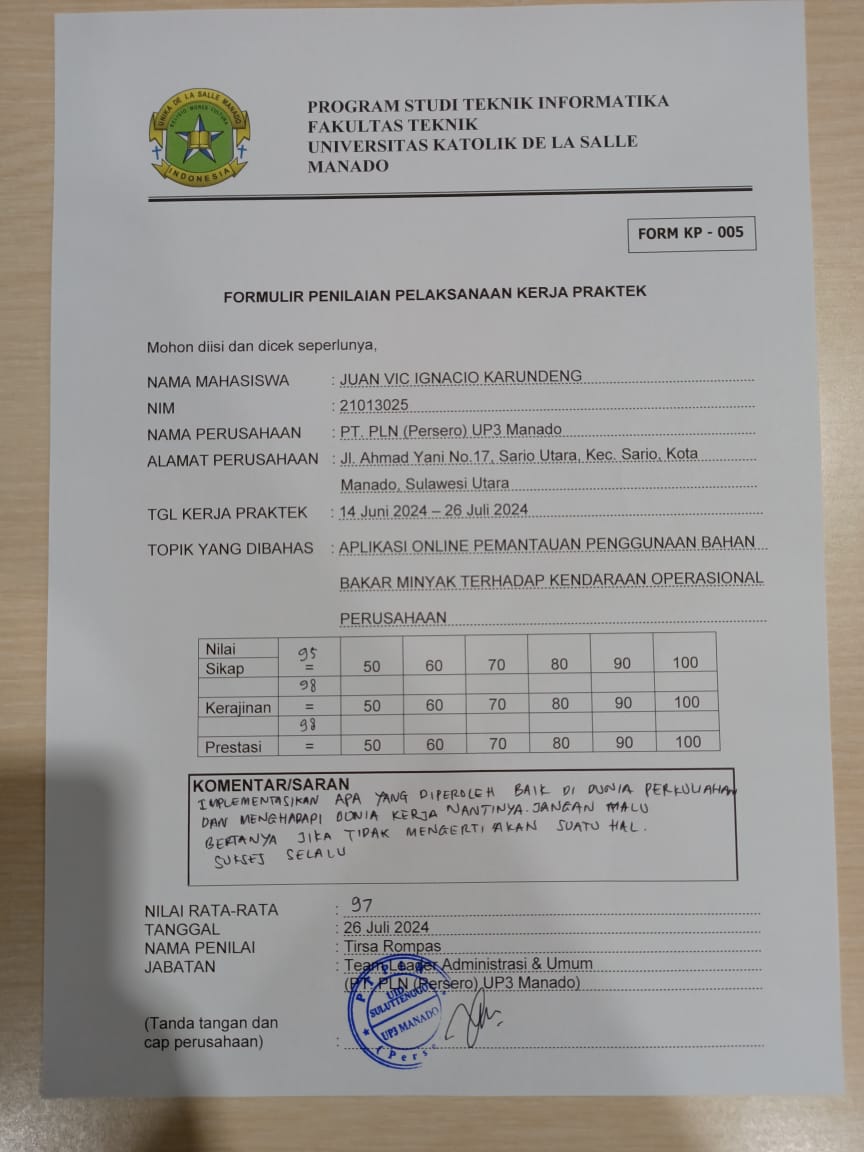 UNIKA DE LA SALLE MANADO
RELIGIO MORES CULTURA
INDONESIA
PROGRAM STUDI TEKNIK INFORMATIKA
FAKULTAS TEKNIK
UNIVERSITAS KATOLIK DE LA SALLE
MANADO
FORM KP - 005
FORMULIR PENILAIAN PELAKSANAAN KERJA PRAKTEK
Mohon diisi dan dicek seperlunya,
NAMA MAHASISWA : JUAN VIC IGNACIO KARUNDENG
NIM : 21013025
NAMA PERUSAHAAN : PT. PLN (Persero) UP3 Manado
ALAMAT PERUSAHAAN : Jl. Ahmad Yani No.17, Sario Utara, Kec. Sario, Kota
Manado, Sulawesi Utara
TGL KERJA PRAKTEK : 14 Juni 2024 – 26 Juli 2024
TOPIK YANG DIBAHAS : APLIKASI ONLINE PEMANTAUAN PENGGUNAAN BAHAN
BAKAR MINYAK TERHADAP KENDARAAN OPERASIONAL
PERUSAHAAN
Nilai 95
Sikap = 50 60 70 80 90 100
98
Kerajinan = 50 60 70 80 90 100
98
Prestasi = 50 60 70 80 90 100
KOMENTAR/SARAN
IMPLEMENTASIKAN APA YANG DIPEROLEH BAIK DI DUNIA PERKULIAHAN
DAN MENGHADAPI DUNIA KERJA NANTINYA. JANGAN MALU
BERTANYA JIKA TIDAK MENGERTI AKAN SUATU HAL.
SUKSES SELALU
NILAI RATA-RATA : 97
TANGGAL : 26 Juli 2024
NAMA PENILAI : Tirsa Rompas
JABATAN : Team Leader Administrasi & Umum
(PT. PLN (Persero) UP3 Manado)
PT PLN
UID
SULUTTENGGO
UP3 MANADO
(Perse
(Tanda tangan dan
cap perusahaan) :